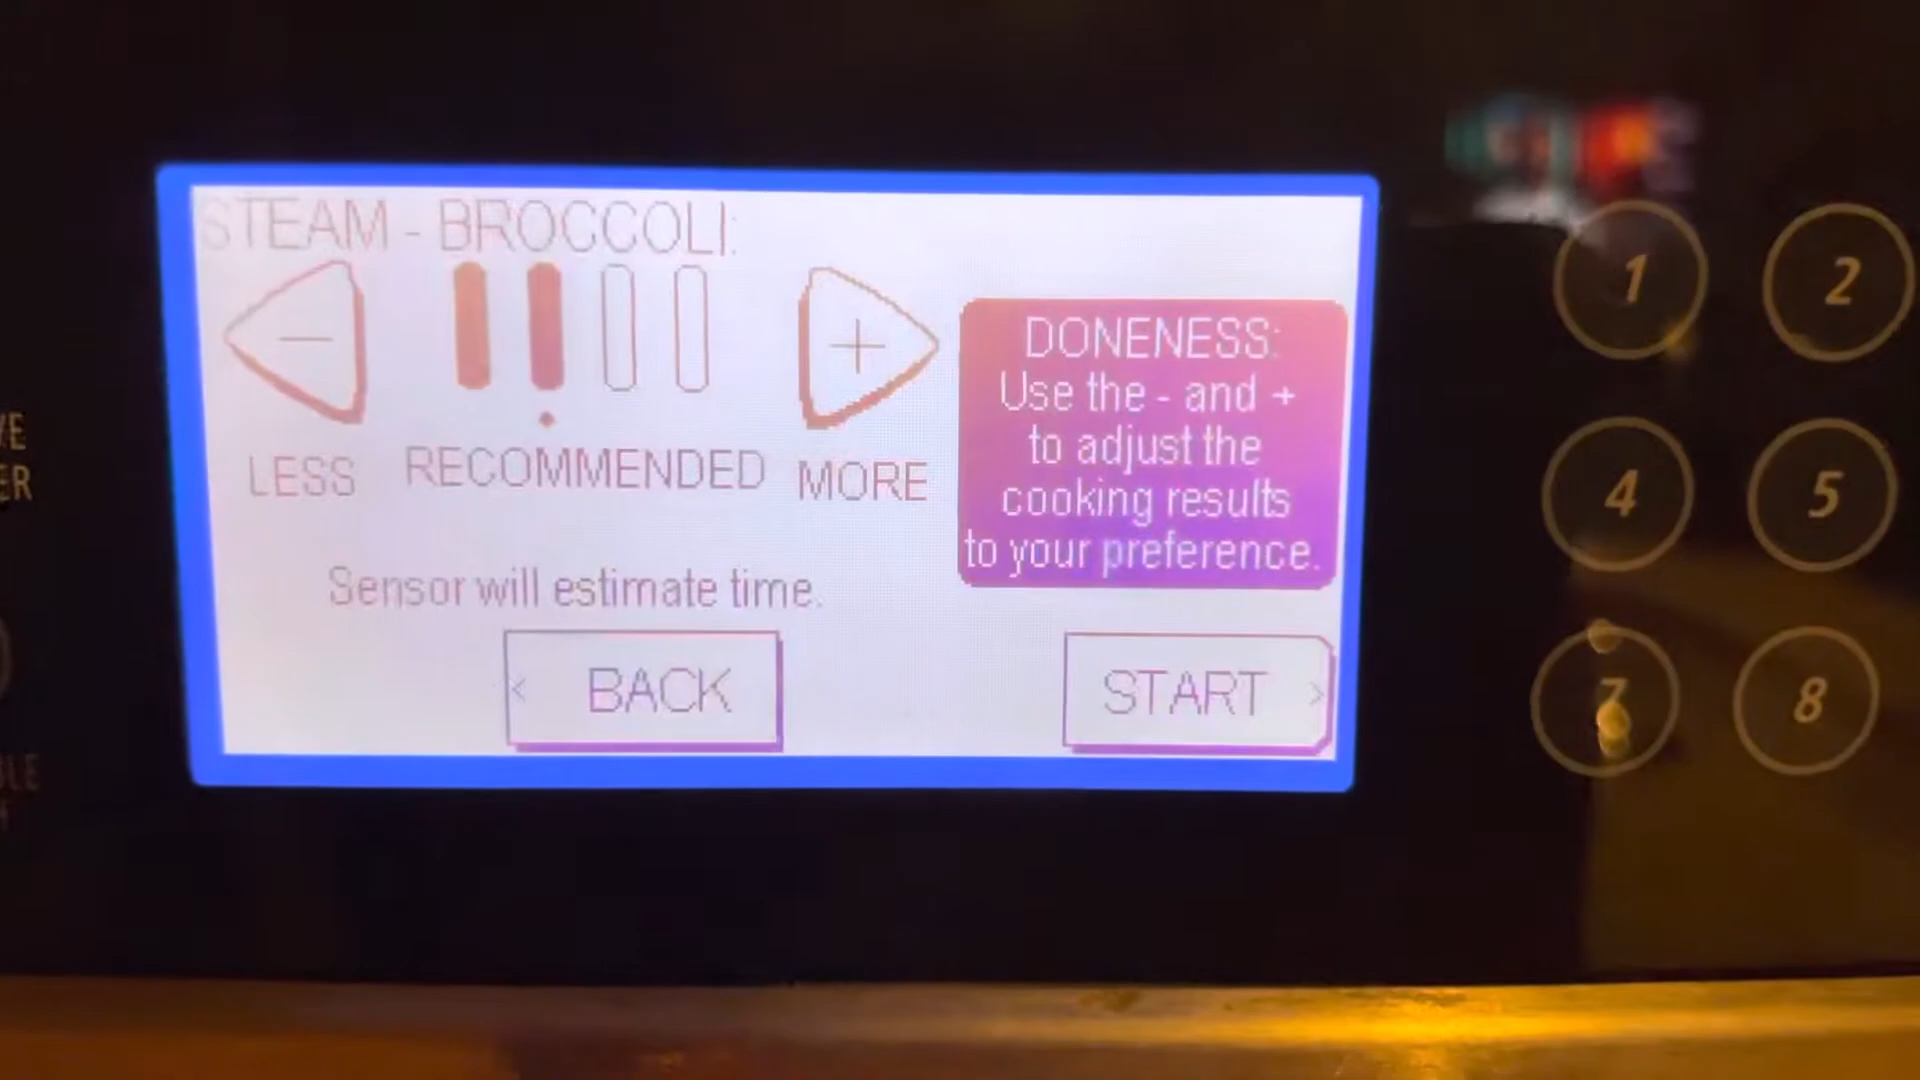 STEAM - BROCCOLI:
LESS
RECOMMENDED
MORE
DONENESS:
Use the - and +
to adjust the
cooking results
to your preference.
Sensor will estimate time.
< BACK
START >
1
2
4
5
7
8